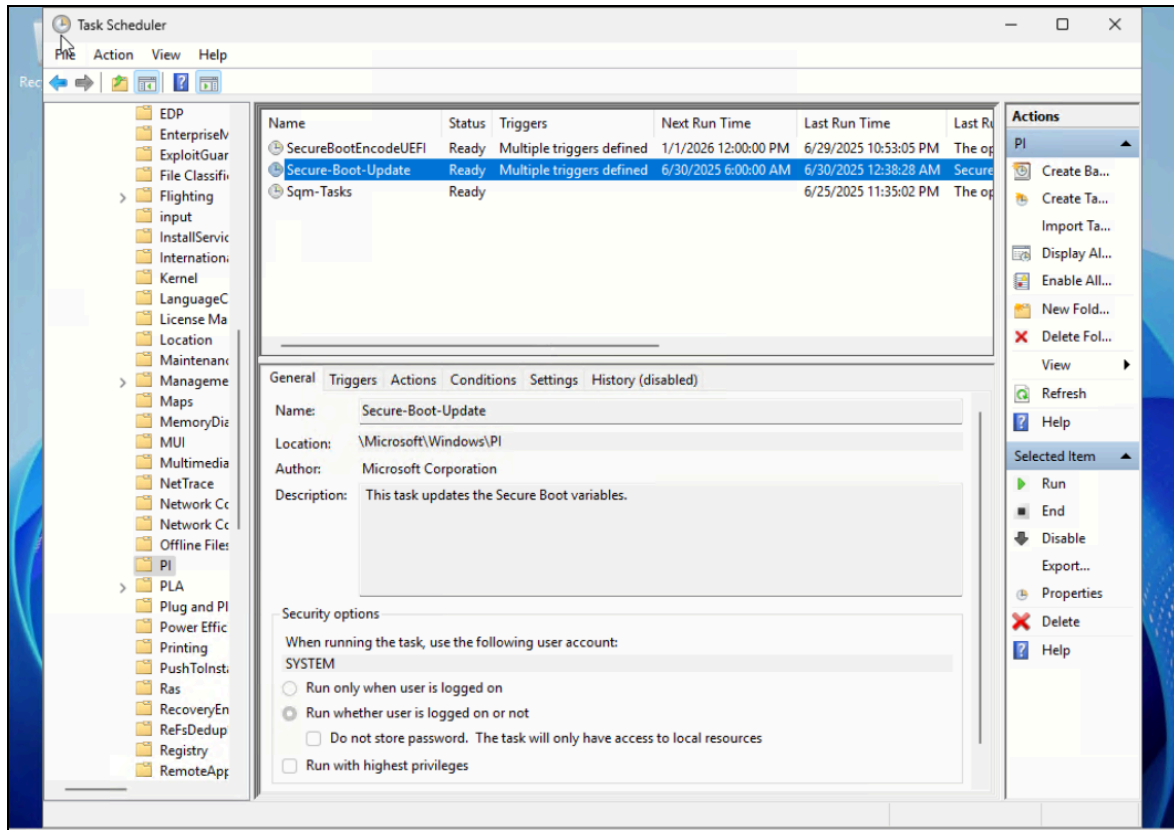 Task Scheduler
File Action View Help
Rec
EDP
EnterpriseM
ExploitGuar
File Classific
Flighting
input
InstallServic
Internationa
Kernel
LanguageC
License Ma
Location
Maintenanc
Manageme
Maps
MemoryDia
MUI
Multimedia
NetTrace
Network Cc
Network Cc
Offline Files
PI
PLA
Plug and Pl
Power Effic
Printing
PushToInsta
Ras
RecoveryEn
ReFsDedup
Registry
RemoteApp
Name Status Triggers Next Run Time Last Run Time Last Ru
SecureBootEncodeUEFI Ready Multiple triggers defined 1/1/2026 12:00:00 PM 6/29/2025 10:53:05 PM The op
Secure-Boot-Update Ready Multiple triggers defined 6/30/2025 6:00:00 AM 6/30/2025 12:38:28 AM Secure
Sqm-Tasks Ready 6/25/2025 11:35:02 PM The op
General Triggers Actions Conditions Settings History (disabled)
Name: Secure-Boot-Update
Location: \Microsoft\Windows\PI
Author: Microsoft Corporation
Description: This task updates the Secure Boot variables.
Security options
When running the task, use the following user account:
SYSTEM
Run only when user is logged on
Run whether user is logged on or not
Do not store password. The task will only have access to local resources
Run with highest privileges
Actions
PI
Create Ba...
Create Ta...
Import Ta...
Display Al...
Enable All...
New Fold...
Delete Fol...
View
Refresh
Help
Selected Item
Run
End
Disable
Export...
Properties
Delete
Help